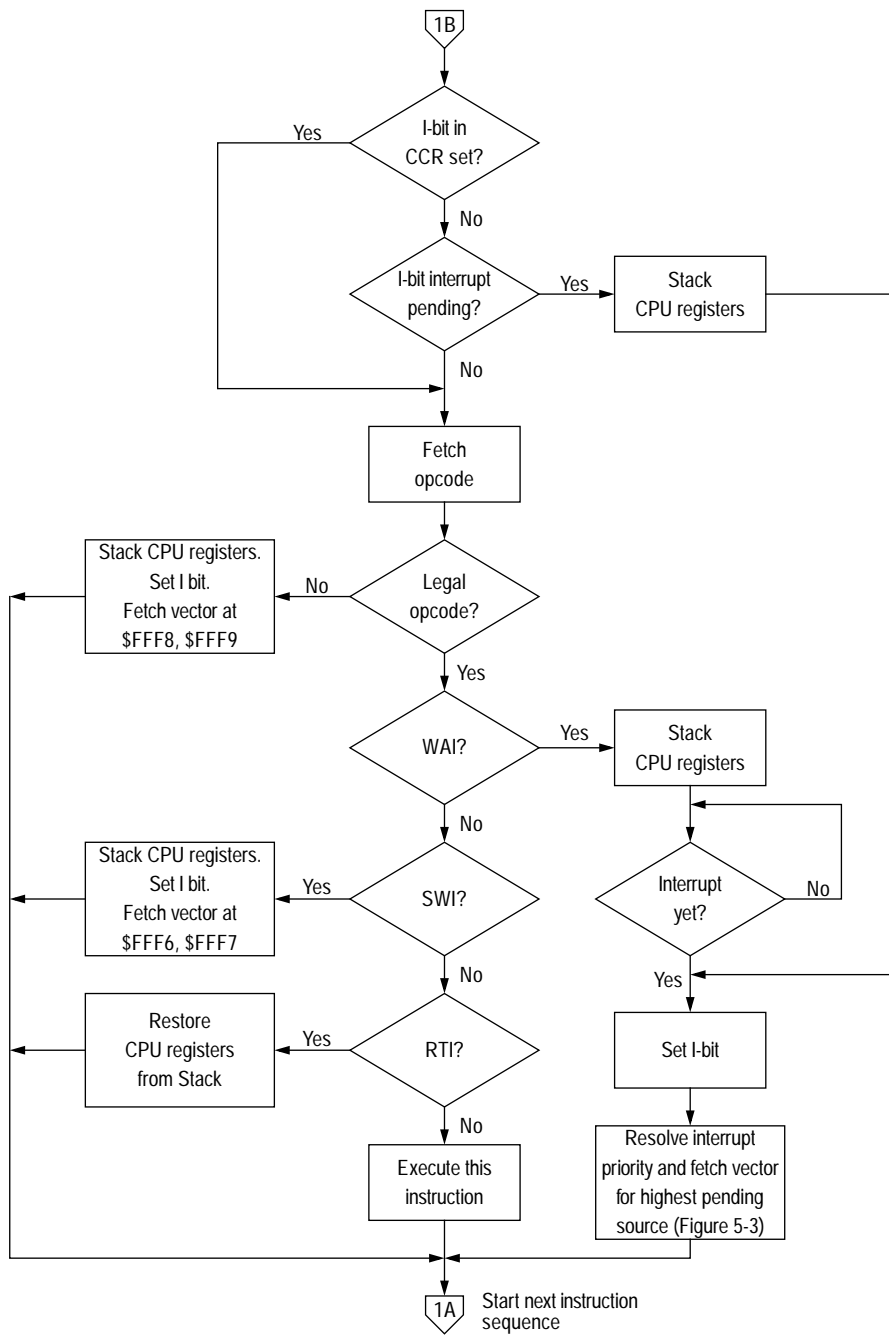 1B
I-bit in
CCR set?
Yes
No
I-bit interrupt
pending?
Yes
Stack
CPU registers
No
Fetch
opcode
Stack CPU registers.
Set I bit.
Fetch vector at
$FFF8, $FFF9
No
Legal
opcode?
Yes
WAI?
Yes
Stack
CPU registers
No
Stack CPU registers.
Set I bit.
Fetch vector at
$FFF6, $FFF7
Yes
SWI?
Interrupt
yet?
No
No
Yes
Restore
CPU registers
from Stack
Yes
RTI?
Set I-bit
No
Execute this
instruction
Resolve interrupt
priority and fetch vector
for highest pending
source (Figure 5-3)
1A
Start next instruction
sequence